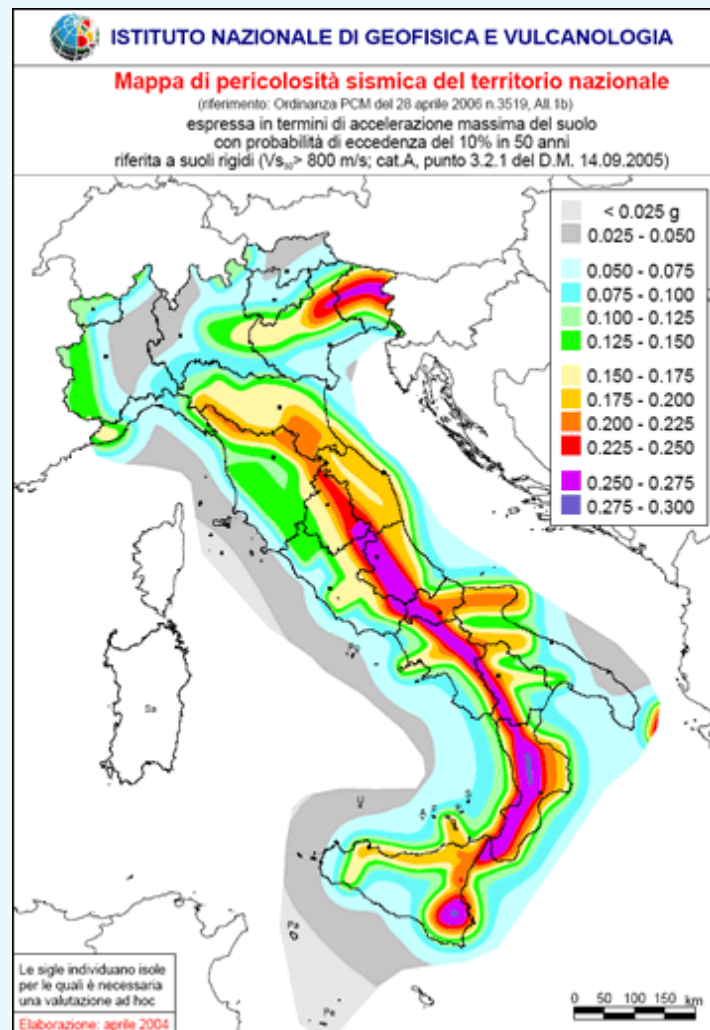 ISTITUTO NAZIONALE DI GEOFISICA E VULCANOLOGIA
Mappa di pericolosità sismica del territorio nazionale
(riferimento: Ordinanza PCM del 28 aprile 2006 n.3519, All.1b)
espressa in termini di accelerazione massima del suolo
con probabilità di eccedenza del 10% in 50 anni
riferita a suoli rigidi (Vs₃₀> 800 m/s; cat.A, punto 3.2.1 del D.M. 14.09.2005)
< 0.025 g
0.025 - 0.050
0.050 - 0.075
0.075 - 0.100
0.100 - 0.125
0.125 - 0.150
0.150 - 0.175
0.175 - 0.200
0.200 - 0.225
0.225 - 0.250
0.250 - 0.275
0.275 - 0.300
Sa
U
A
Pa
Pe
Le sigle individuano isole
per le quali è necessaria
una valutazione ad hoc
Elaborazione: aprile 2004
0 50 100 150 km